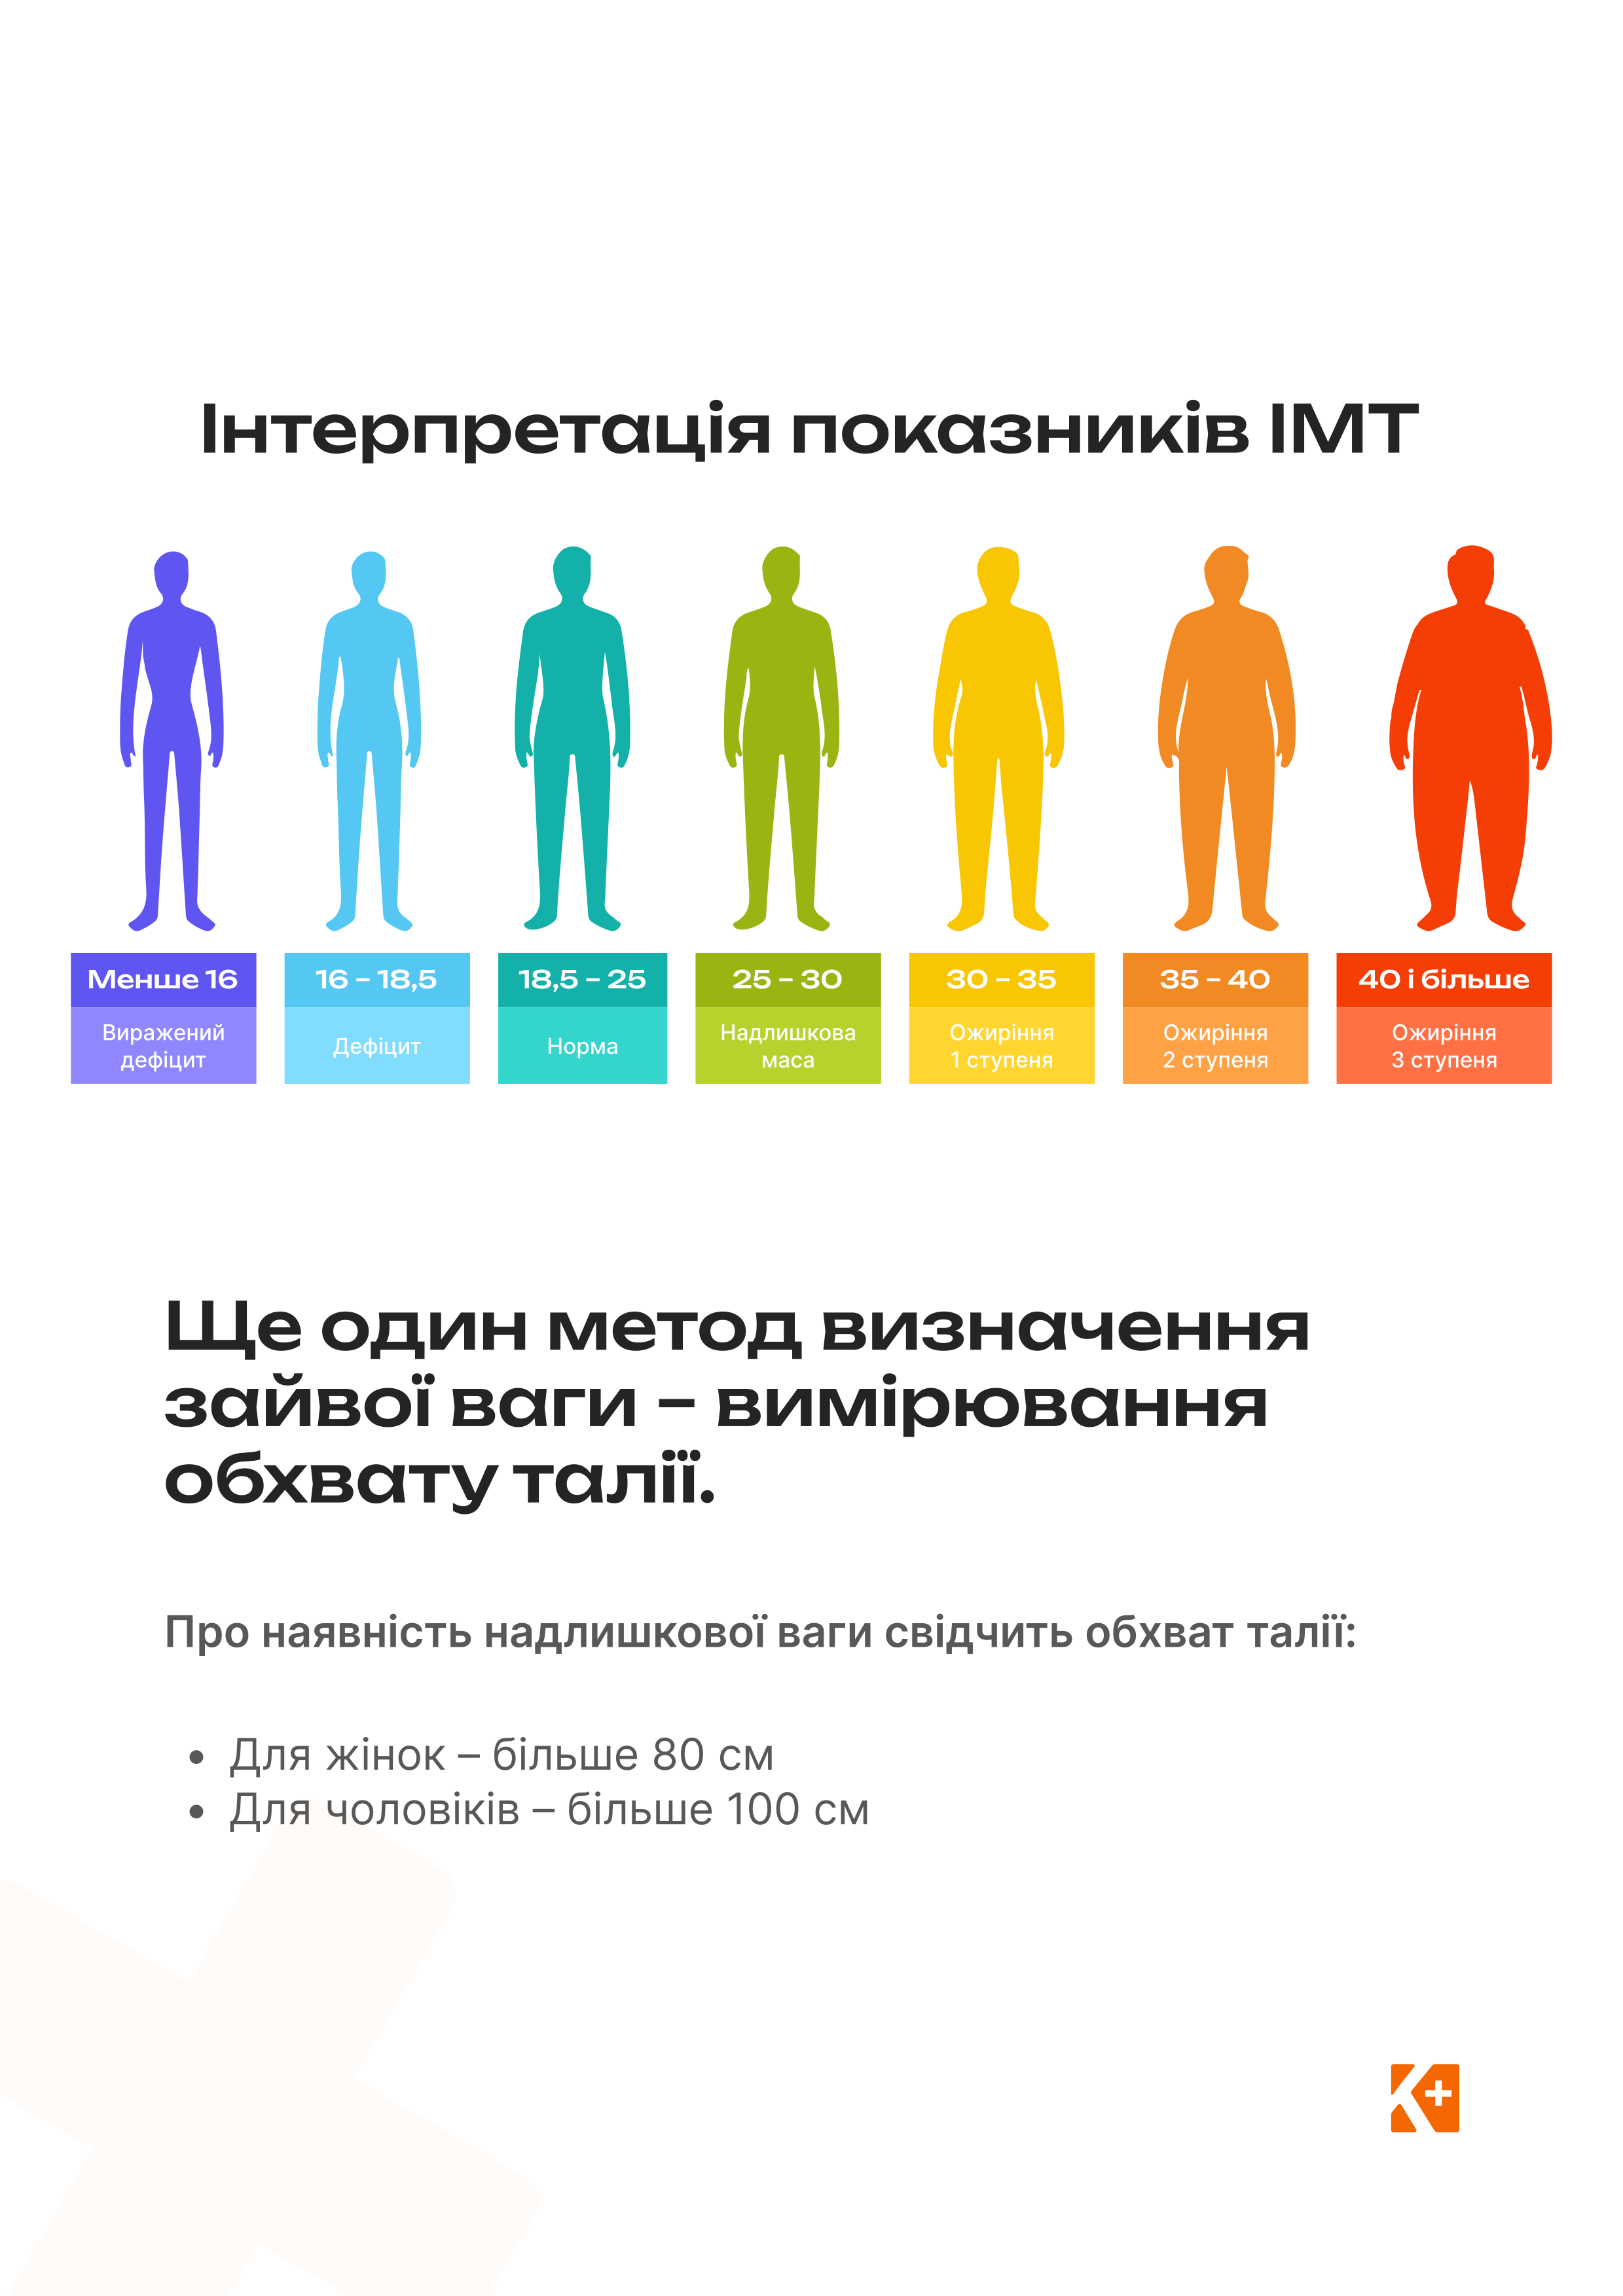 Інтерпретація показників ІМТ
Менше 16
Виражений
дефіцит
16 – 18,5
Дефіцит
18,5 – 25
Норма
25 – 30
Надлишкова
маса
30 – 35
Ожиріння
1 ступеня
35 – 40
Ожиріння
2 ступеня
40 і більше
Ожиріння
3 ступеня
Ще один метод визначення
зайвої ваги – вимірювання
обхвату талії.
Про наявність надлишкової ваги свідчить обхват талії:
• Для жінок – більше 80 см
• Для чоловіків – більше 100 см
K+